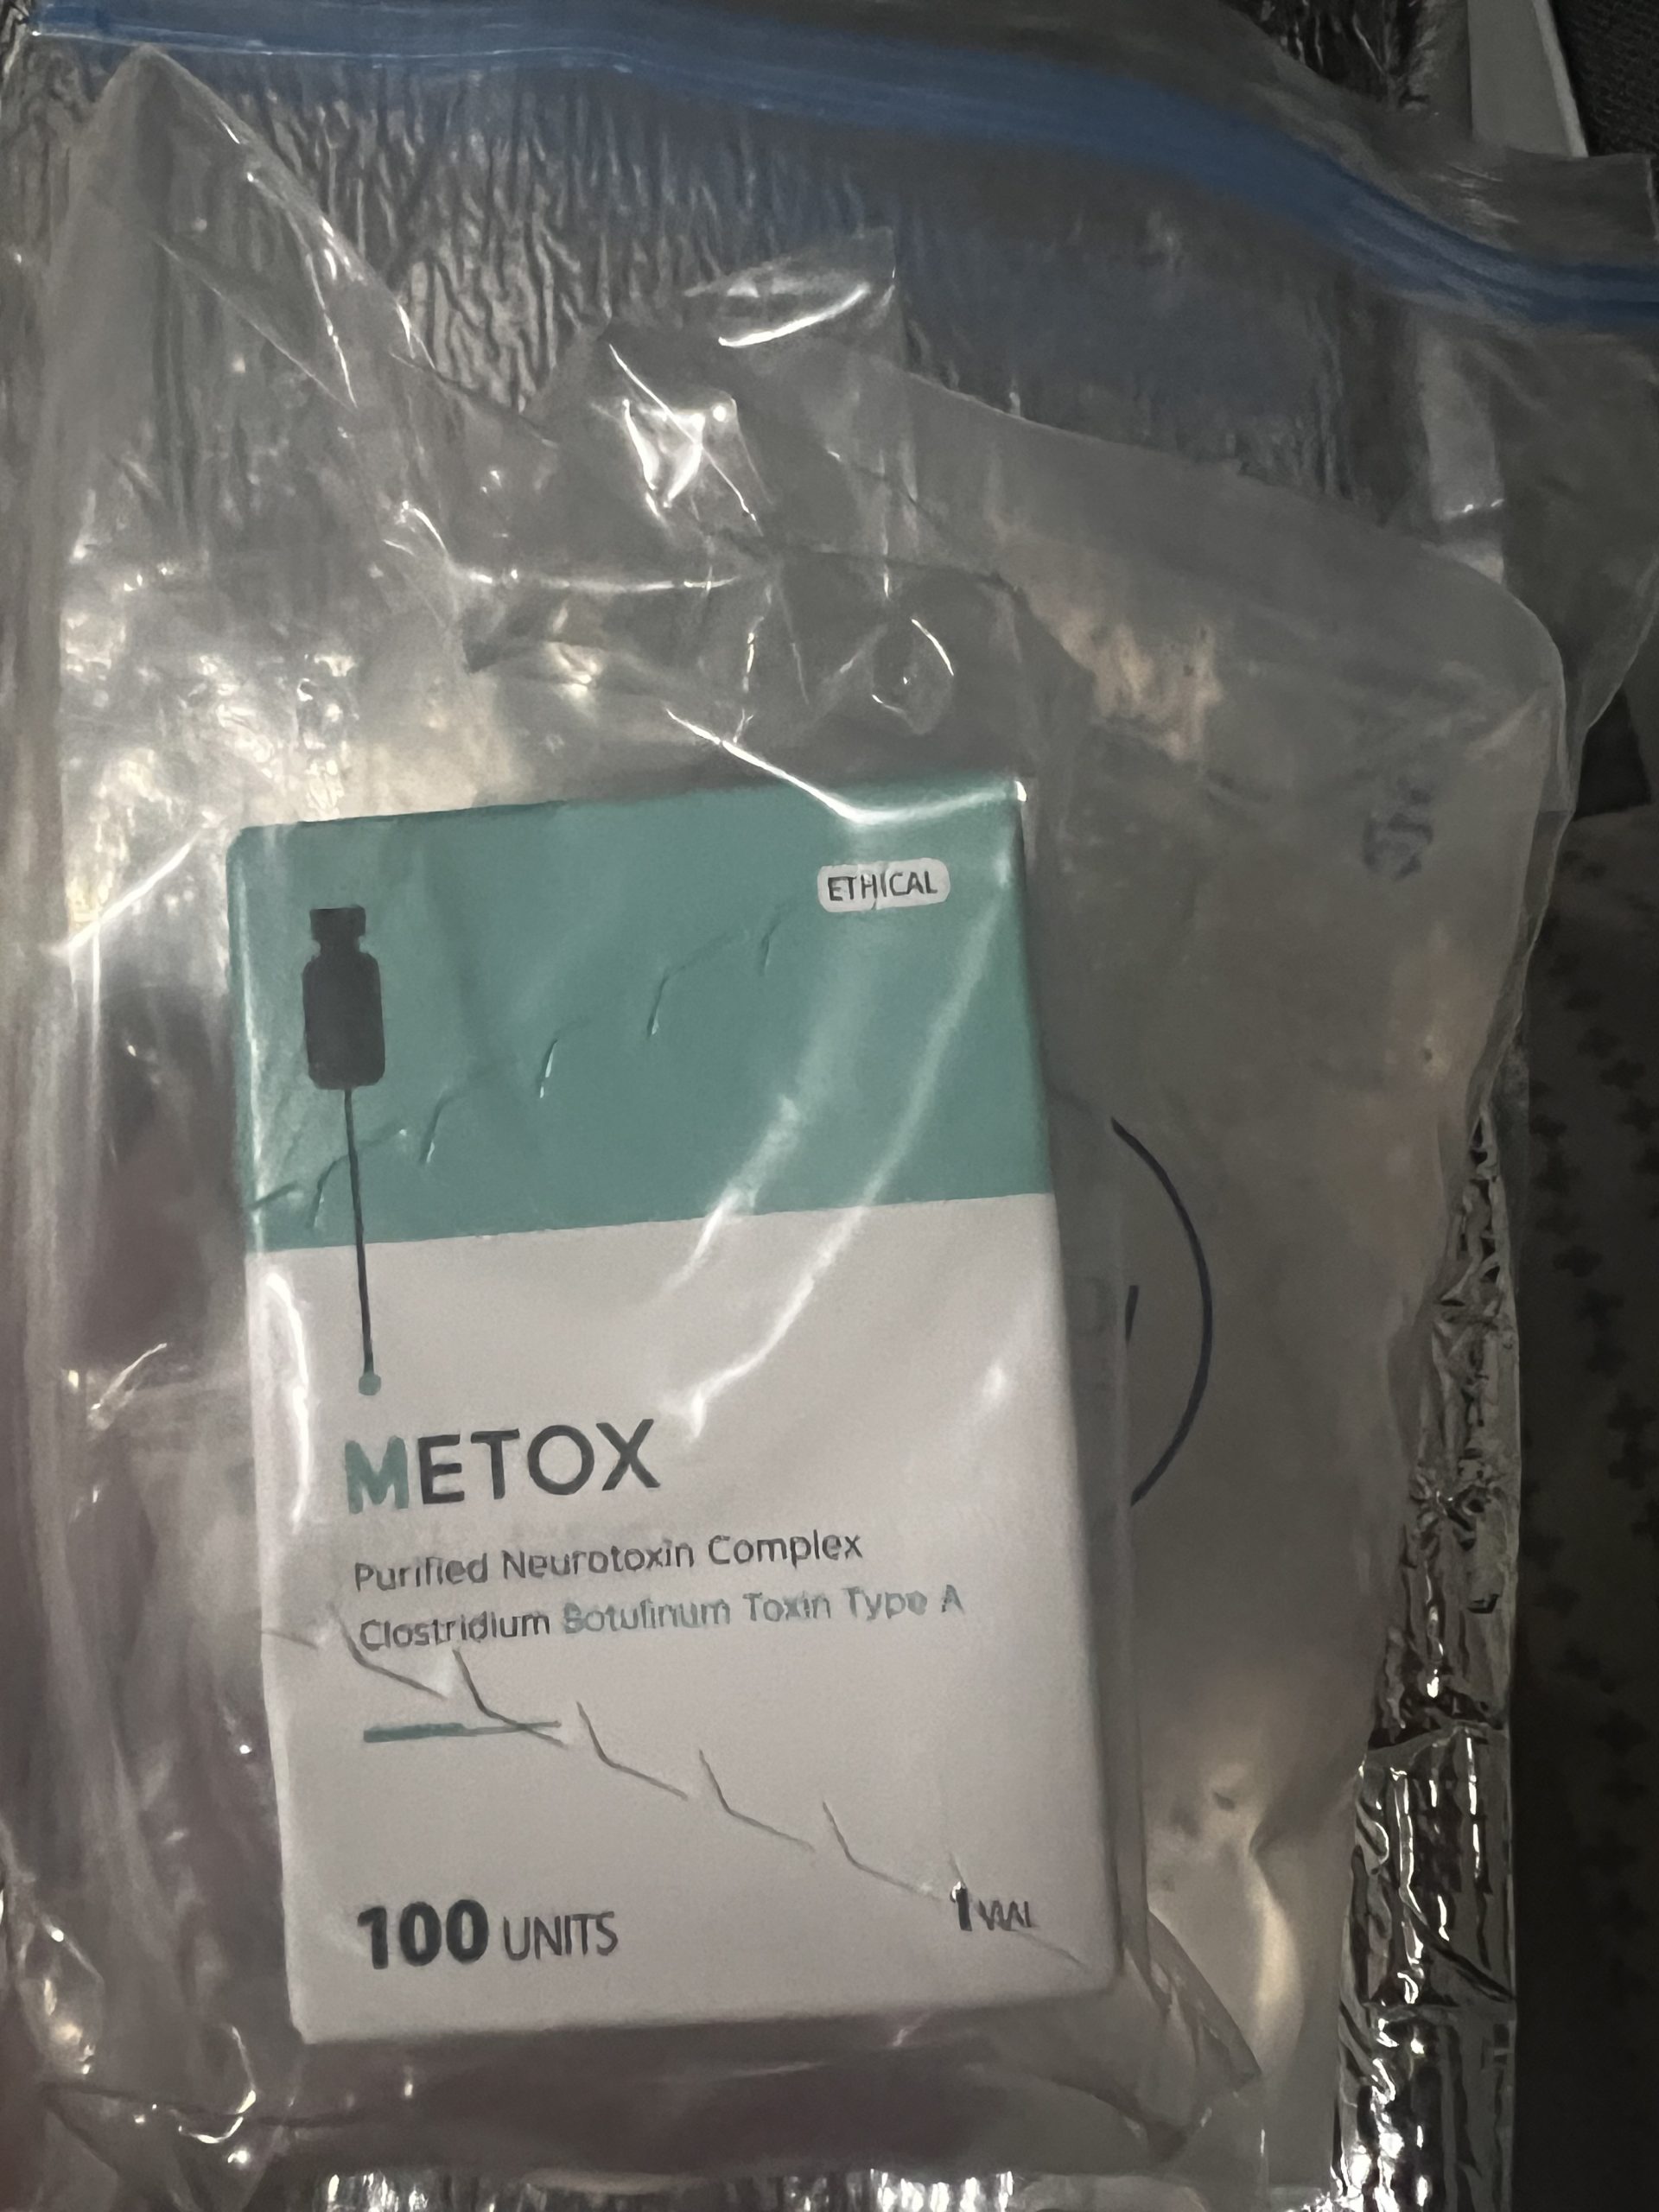 ETHICAL
METOX
Purified Neurotoxin Complex
Clostridium Botulinum Toxin Type A
100 UNITS
1 VIAL